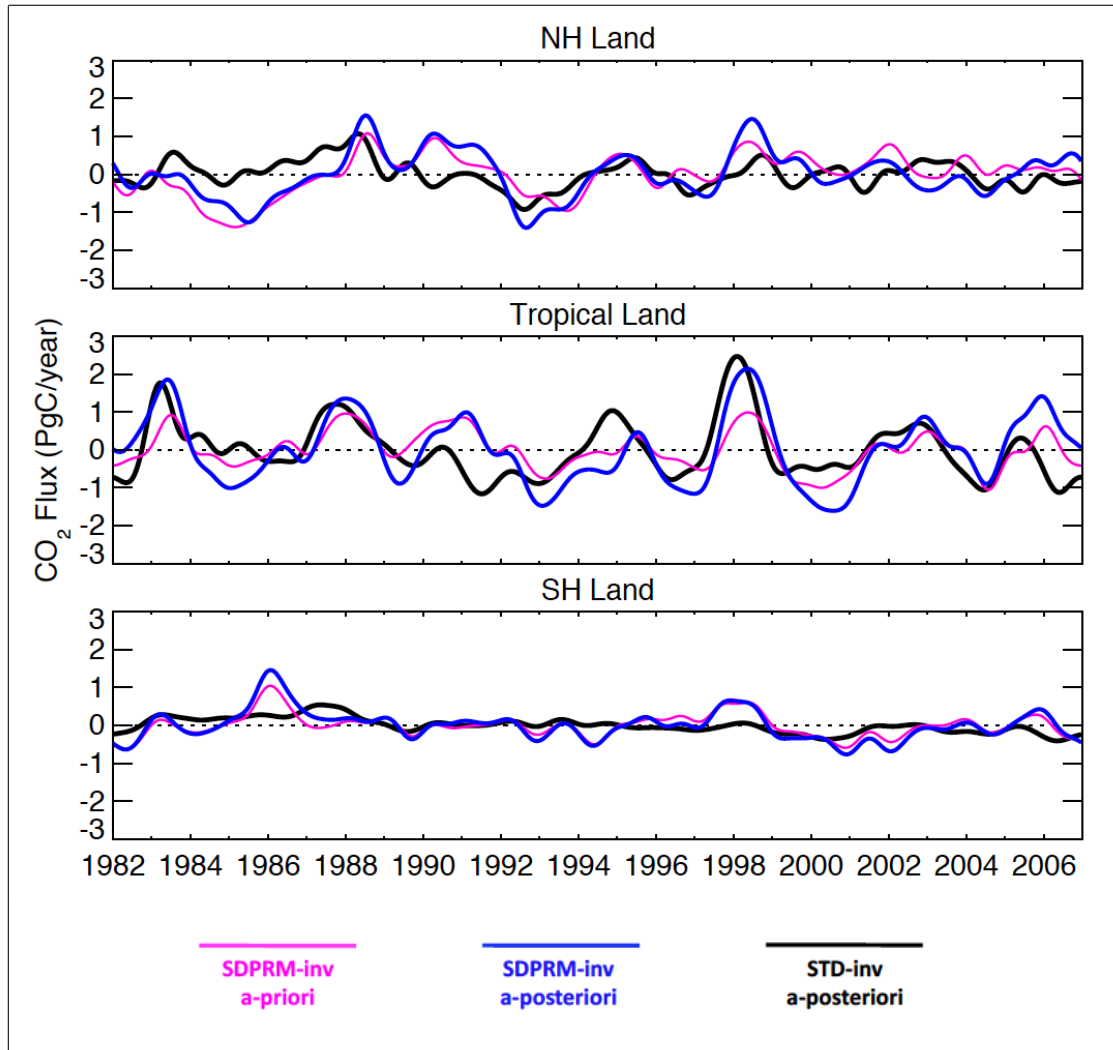 NH Land
3
2
1
0
-1
-2
-3
Tropical Land
3
2
1
0
-1
-2
-3
CO2 Flux (PgC/year)
SH Land
3
2
1
0
-1
-2
-3
1982 1984 1986 1988 1990 1992 1994 1996 1998 2000 2002 2004 2006
SDPRM-inv
a-priori
SDPRM-inv
a-posteriori
STD-inv
a-posteriori